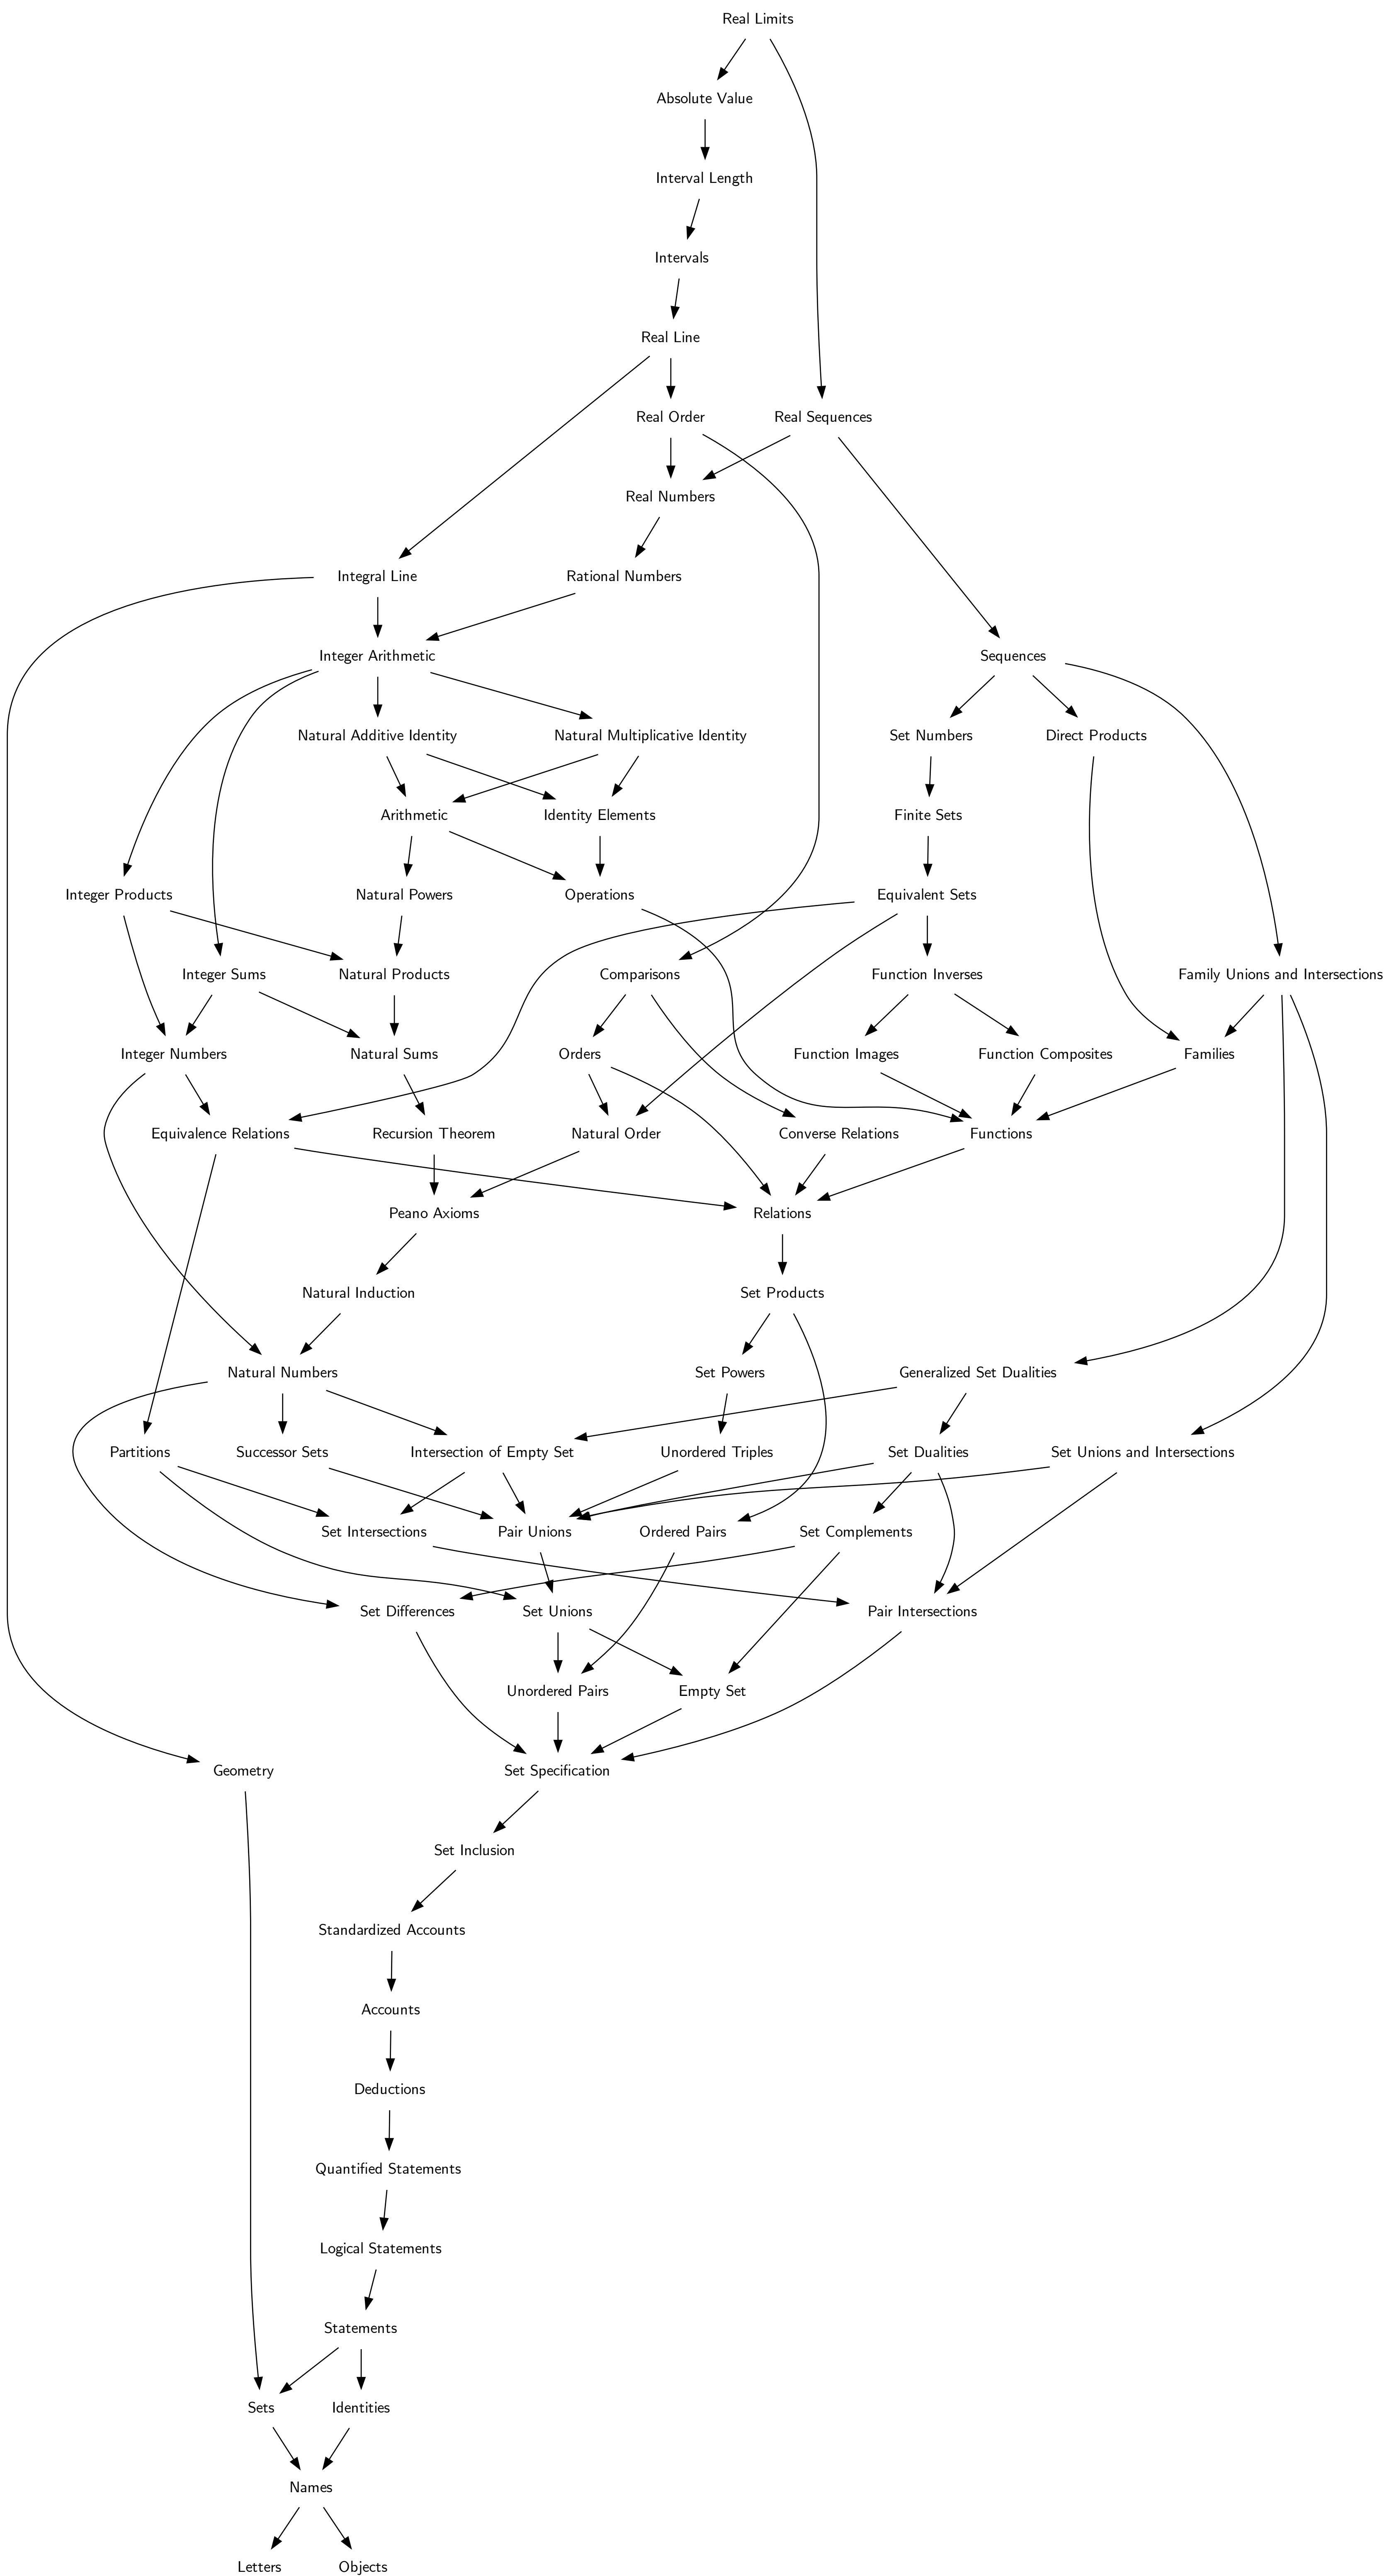 Real Limits
Absolute Value
Interval Length
Intervals
Real Line
Real Order
Real Sequences
Real Numbers
Integral Line
Rational Numbers
Integer Arithmetic
Sequences
Natural Additive Identity
Natural Multiplicative Identity
Set Numbers
Direct Products
Arithmetic
Identity Elements
Finite Sets
Integer Products
Natural Powers
Operations
Equivalent Sets
Integer Sums
Natural Products
Comparisons
Function Inverses
Family Unions and Intersections
Integer Numbers
Natural Sums
Orders
Function Images
Function Composites
Families
Equivalence Relations
Recursion Theorem
Natural Order
Converse Relations
Functions
Peano Axioms
Relations
Natural Induction
Set Products
Natural Numbers
Set Powers
Generalized Set Dualities
Partitions
Successor Sets
Intersection of Empty Set
Unordered Triples
Set Dualities
Set Unions and Intersections
Set Intersections
Pair Unions
Ordered Pairs
Set Complements
Set Differences
Set Unions
Pair Intersections
Unordered Pairs
Empty Set
Geometry
Set Specification
Set Inclusion
Standardized Accounts
Accounts
Deductions
Quantified Statements
Logical Statements
Statements
Sets
Identities
Names
Letters
Objects